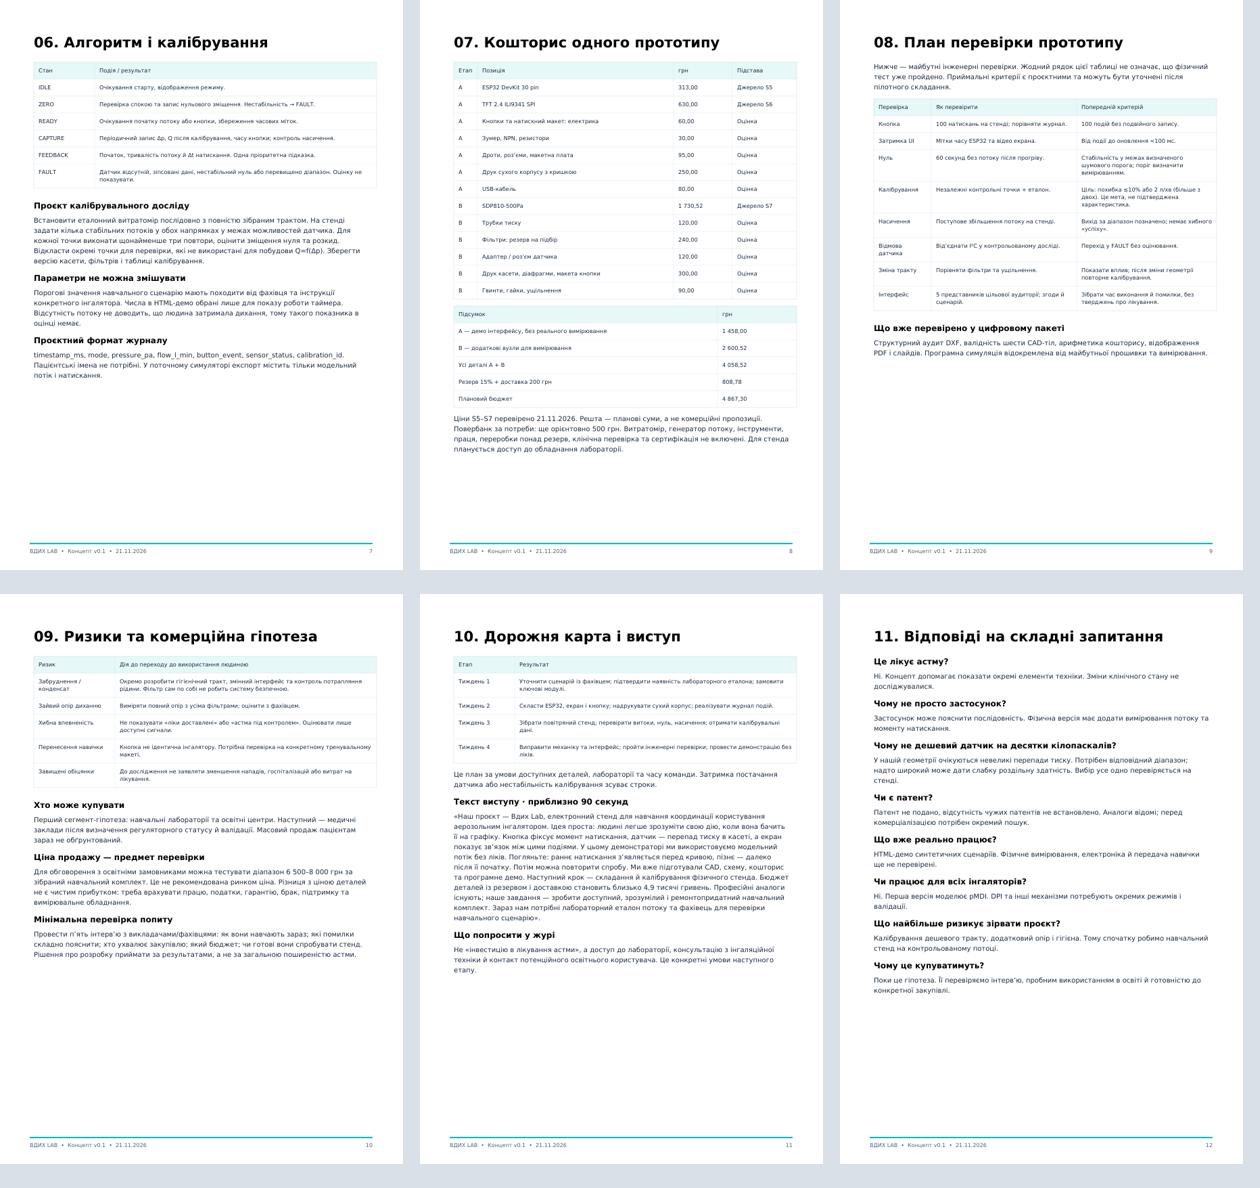 06. Алгоритм і калібрування
Стан Подія / результат
IDLE Очікування старту, відображення режиму.
ZERO Перевірка спокою та запис нульового зміщення. Нестабільність → FAULT.
READY Очікування початку потоку або кнопки, збереження часових міток.
CAPTURE Періодичний запис Δp, Q після калібрування, часу кнопки; контроль насичення.
FEEDBACK Початок, тривалість потоку й Δt натискання. Одна пріоритетна підказка.
FAULT Датчик відсутній, зіпсовані дані, нестабільний нуль або перевищено діапазон. Оцінку не
показувати.
Проєкт калібрувального досліду
Встановити еталонний витратомір послідовно з повністю зібраним трактом. На стенді
задати кілька стабільних потоків у обох напрямках у межах можливостей датчика. Для
кожної точки виконати щонайменше три повтори, оцінити зміщення нуля та розкид.
Відкласти окремі точки для перевірки, які не використані для побудови Q=f(Δp). Зберегти
версію касети, фільтрів і таблиці калібрування.
Параметри не можна змішувати
Порогові значення навчального сценарію мають походити від фахівця та інструкції
конкретного інгалятора. Числа в HTML-демо обрані лише для показу роботи таймера.
Відсутність потоку не доводить, що людина затримала дихання, тому такого показника в
оцінці немає.
Проєктний формат журналу
timestamp_ms, mode, pressure_pa, flow_l_min, button_event, sensor_status, calibration_id.
Пацієнтські імена не потрібні. У поточному симуляторі експорт містить тільки модельний
потік і натискання.
ВДИХ LAB • Концепт v0.1 • 21.11.2026 7
07. Кошторис одного прототипу
Етап Позиція грн Підстава
A ESP32 DevKit 30 pin 313,00 Джерело S5
A TFT 2.4 ILI9341 SPI 630,00 Джерело S6
A Кнопки та натискний макет: електрика 60,00 Оцінка
A Зумер, NPN, резистори 30,00 Оцінка
A Дроти, роз'єми, макетна плата 95,00 Оцінка
A Друк сухого корпусу з кришкою 250,00 Оцінка
A USB-кабель 80,00 Оцінка
B SDP810-500Pa 1 730,52 Джерело S7
B Трубки тиску 120,00 Оцінка
B Фільтри: резерв на підбір 240,00 Оцінка
B Адаптер / роз'єм датчика 120,00 Оцінка
B Друк касети, діафрагми, макета кнопки 300,00 Оцінка
B Гвинти, гайки, ущільнення 90,00 Оцінка
Підсумок грн
A — демо інтерфейсу, без реального вимірювання 1 458,00
B — додаткові вузли для вимірювання 2 600,52
Усі деталі A + B 4 058,52
Резерв 15% + доставка 200 грн 808,78
Плановий бюджет 4 867,30
Ціни S5–S7 перевірено 21.11.2026. Решта — планові суми, а не комерційні пропозиції.
Повербанк за потреби: ще орієнтовно 500 грн. Витратомір, генератор потоку, інструменти,
праця, переробки понад резерв, клінічна перевірка та сертифікація не включені. Для стенда
планується доступ до обладнання лабораторії.
ВДИХ LAB • Концепт v0.1 • 21.11.2026 8
08. План перевірки прототипу
Нижче — майбутні інженерні перевірки. Жодний рядок цієї таблиці не означає, що фізичний
тест уже пройдено. Приймальні критерії є проєктними та можуть бути уточнені після
пілотного складання.
Перевірка Як перевірити Попередній критерій
Кнопка 100 натискань на стенді; порівняти журнал. 100 подій без подвійного запису.
Затримка UI Мітки часу ESP32 та відео екрана. Від події до оновлення <100 мс.
Нуль 60 секунд без потоку після прогріву. Стабільність у межах визначеного
шумового порога; поріг визначити
вимірюванням.
Калібрування Незалежні контрольні точки + еталон. Ціль: похибка ≤10% або 2 л/хв (більше з
двох). Це мета, не підтверджена
характеристика.
Насичення Поступове збільшення потоку на стенді. Вихід за діапазон позначено; немає хибного
«успіху».
Відмова Від'єднати I²C у контрольованому досліді. Перехід у FAULT без оцінювання.
датчика
Зміна тракту Порівняти фільтри та ущільнення. Показати вплив; після зміни геометрії
повторне калібрування.
Інтерфейс 5 представників цільової аудиторії; згоди й Зібрати час виконання й помилки, без
сценарій. тверджень про лікування.
Що вже перевірено у цифровому пакеті
Структурний аудит DXF, валідність шести CAD-тіл, арифметика кошторису, відображення
PDF і слайдів. Програмна симуляція відокремлена від майбутньої прошивки та вимірювання.
ВДИХ LAB • Концепт v0.1 • 21.11.2026 9
09. Ризики та комерційна гіпотеза
Ризик Дія до переходу до використання людиною
Забруднення / Окремо розробити гігієнічний тракт, змінний інтерфейс та контроль потрапляння
конденсат рідини. Фільтр сам по собі не робить систему безпечною.
Зайвий опір диханню Виміряти повний опір з усіма фільтрами; оцінити з фахівцем.
Хибна впевненість Не показувати «ліки доставлені» або «астма під контролем». Оцінювати лише
доступні сигнали.
Перенесення навички Кнопка не ідентична інгалятору. Потрібна перевірка на конкретному тренувальному
макеті.
Завищені обіцянки До дослідження не заявляти зменшення нападів, госпіталізацій або витрат на
лікування.
Хто може купувати
Перший сегмент-гіпотеза: навчальні лабораторії та освітні центри. Наступний — медичні
заклади після визначення регуляторного статусу й валідації. Масовий продаж пацієнтам
зараз не обґрунтований.
Ціна продажу — предмет перевірки
Для обговорення з освітніми замовниками можна тестувати діапазон 6 500–8 000 грн за
зібраний навчальний комплект. Це не рекомендована ринком ціна. Різниця з ціною деталей
не є чистим прибутком: треба врахувати працю, гарантію, брак, підтримку та
вимірювальне обладнання.
Мінімальна перевірка попиту
Провести п'ять інтерв'ю з викладачами/фахівцями: як вони навчають зараз; які помилки
складно пояснити; хто ухвалює закупівлю; який бюджет; чи готові вони спробувати стенд.
Рішення про розробку приймати за результатами, а не за загальною поширеністю астми.
ВДИХ LAB • Концепт v0.1 • 21.11.2026 10
10. Дорожня карта і виступ
Етап Результат
Тиждень 1 Уточнити сценарій із фахівцем; підтвердити наявність лабораторного еталона; замовити
ключові модулі.
Тиждень 2 Скласти ESP32, екран і кнопку; надрукувати сухий корпус; реалізувати журнал подій.
Тиждень 3 Зібрати повітряний стенд; перевірити витоки, нуль, насичення; отримати калібрувальні
дані.
Тиждень 4 Виправити механіку та інтерфейс; пройти інженерні перевірки; провести демонстрацію без
ліків.
Це план за умови доступних деталей, лабораторії та часу команди. Затримка постачання
датчика або нестабільність калібрування зсуває строки.
Текст виступу · приблизно 90 секунд
«Наш проєкт — Вдих Lab, електронний стенд для навчання координації користування
аерозольним інгалятором. Ідея проста: людині легше зрозуміти свою дію, коли вона бачить
її на графіку. Кнопка фіксує момент натискання, датчик — перепад тиску в касеті, а екран
показує зв'язок між цими подіями. У цьому демонстраторі ми використовуємо модельний
потік без ліків. Погляньте: раннє натискання з'являється перед кривою, пізнє — далеко
після її початку. Потім можна повторити спробу. Ми вже підготували CAD, схему, кошторис
та програмне демо. Наступний крок — складання й калібрування фізичного стенда. Бюджет
деталей із резервом і доставкою становить близько 4,9 тисячі гривень. Професійні аналоги
існують; наше завдання — зробити доступний, зрозумілий і ремонтопридатний навчальний
комплект. Зараз нам потрібні лабораторний еталон потоку та фахівець для перевірки
навчального сценарію».
Що попросити у журі
Не «інвестицію в лікування астми», а доступ до лабораторії, консультацію з інгаляційної
техніки й контакт потенційного освітнього користувача. Це конкретні умови наступного
етапу.
ВДИХ LAB • Концепт v0.1 • 21.11.2026 11
11. Відповіді на складні запитання
Це лікує астму?
Ні. Концепт допомагає показати окремі елементи техніки. Зміни клінічного стану не
досліджувалися.
Чому не просто застосунок?
Застосунок може пояснити послідовність. Фізична версія має додати вимірювання потоку та
моменту натискання.
Чому не дешевий датчик на десятки кілопаскалів?
У нашій геометрії очікуються невеликі перепади тиску. Потрібен відповідний діапазон;
надто широкий може дати слабку роздільну здатність. Вибір усе одно перевіряється на
стенді.
Чи є патент?
Патент не подано, відсутність чужих патентів не встановлено. Аналоги відомі; перед
комерціалізацією потрібен окремий пошук.
Що вже реально працює?
HTML-демо синтетичних сценаріїв. Фізичне вимірювання, електроніка й передача навички
ще не перевірені.
Чи працює для всіх інгаляторів?
Ні. Перша версія моделює pMDI. DPI та інші механізми потребують окремих режимів і
валідації.
Що найбільше ризикує зірвати проєкт?
Калібрування дешевого тракту, додатковий опір і гігієна. Тому спочатку робимо навчальний
стенд на контрольованому потоці.
Чому це купуватимуть?
Поки це гіпотеза. Її перевіряємо інтерв'ю, пробним використанням в освіті й готовністю до
конкретної закупівлі.
ВДИХ LAB • Концепт v0.1 • 21.11.2026 12